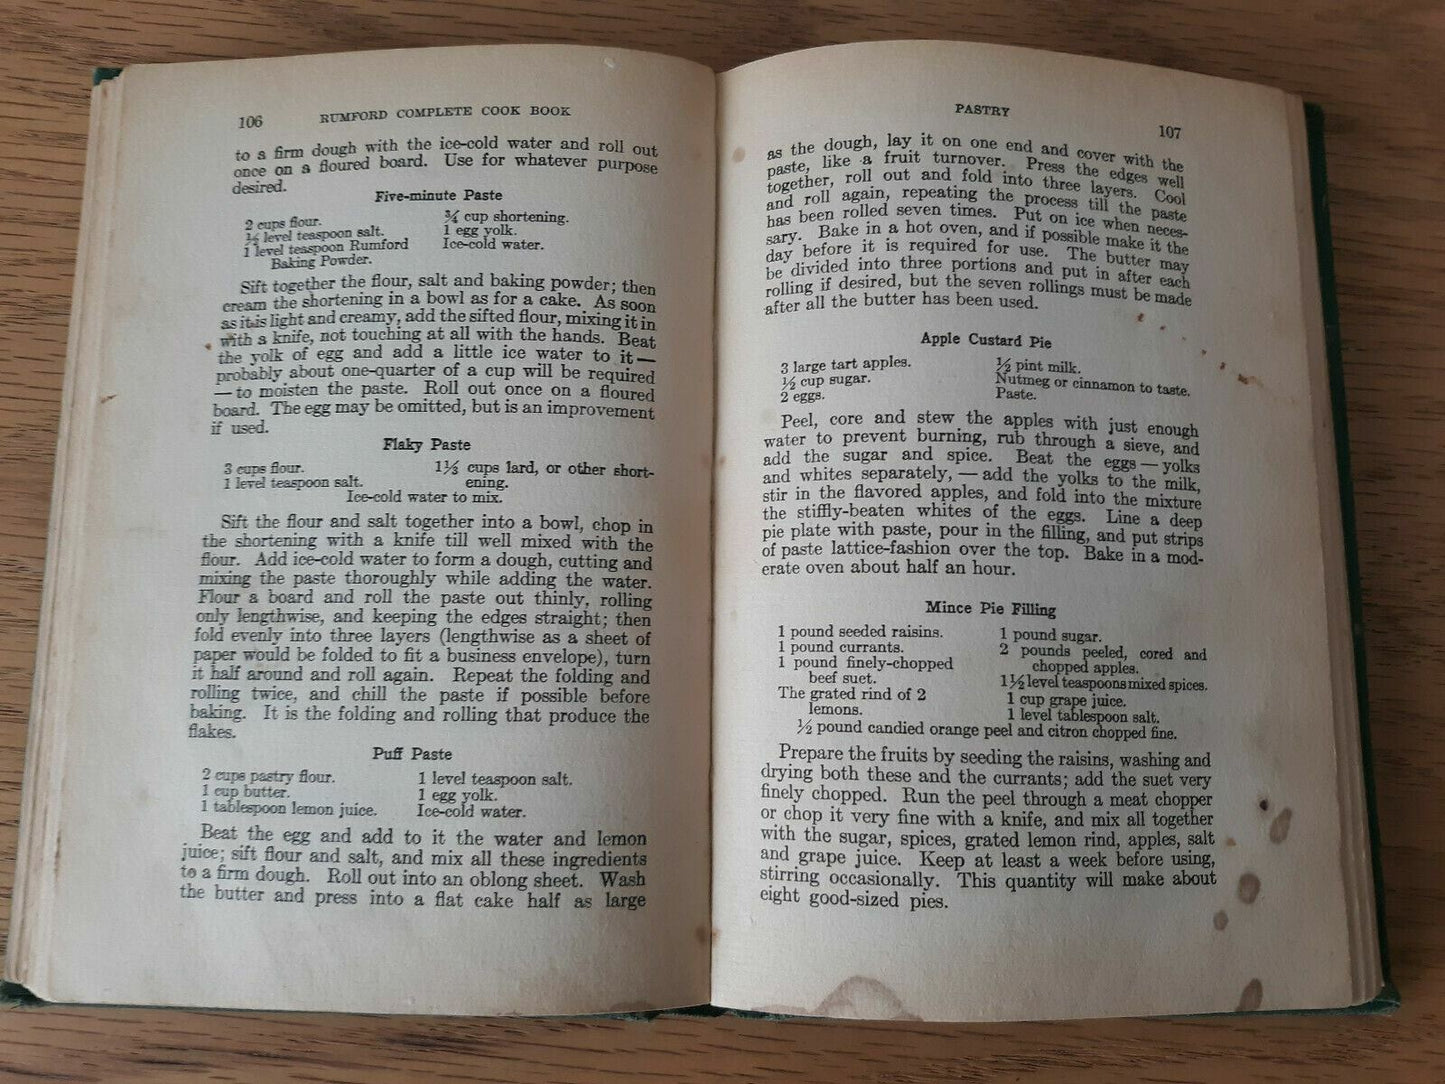 106 RUMFORD COMPLETE COOK BOOK
to a firm dough with the ice-cold water and roll out
once on a floured board. Use for whatever purpose
desired.
Five-minute Paste
2 cups flour. ¾ cup shortening.
½ level teaspoon salt. 1 egg yolk.
1 level teaspoon Rumford Ice-cold water.
Baking Powder.
Sift together the flour, salt and baking powder; then
cream the shortening in a bowl as for a cake. As soon
as it is light and creamy, add the sifted flour, mixing it in
with a knife, not touching at all with the hands. Beat
the yolk of egg and add a little ice water to it —
probably about one-quarter of a cup will be required
— to moisten the paste. Roll out once on a floured
board. The egg may be omitted, but is an improvement
if used.
Flaky Paste
3 cups flour. 1⅓ cups lard, or other short-
1 level teaspoon salt. ening.
Ice-cold water to mix.
Sift the flour and salt together into a bowl, chop in
the shortening with a knife till well mixed with the
flour. Add ice-cold water to form a dough, cutting and
mixing the paste thoroughly while adding the water.
Flour a board and roll the paste out thinly, rolling
only lengthwise, and keeping the edges straight; then
fold evenly into three layers (lengthwise as a sheet of
paper would be folded to fit a business envelope), turn
it half around and roll again. Repeat the folding and
rolling twice, and chill the paste if possible before
baking. It is the folding and rolling that produce the
flakes.
Puff Paste
2 cups pastry flour. 1 level teaspoon salt.
1 cup butter. 1 egg yolk.
1 tablespoon lemon juice. Ice-cold water.
Beat the egg and add to it the water and lemon
juice; sift flour and salt, and mix all these ingredients
to a firm dough. Roll out into an oblong sheet. Wash
the butter and press into a flat cake half as large
PASTRY 107
as the dough, lay it on one end and cover with the
paste, like a fruit turnover. Press the edges well
together, roll out and fold into three layers. Cool
and roll again, repeating the process till the paste
has been rolled seven times. Put on ice when neces-
sary. Bake in a hot oven, and if possible make it the
day before it is required for use. The butter may
be divided into three portions and put in after each
rolling if desired, but the seven rollings must be made
after all the butter has been used.
Apple Custard Pie
3 large tart apples. ½ pint milk.
½ cup sugar. Nutmeg or cinnamon to taste.
2 eggs. Paste.
Peel, core and stew the apples with just enough
water to prevent burning, rub through a sieve, and
add the sugar and spice. Beat the eggs — yolks
and whites separately, — add the yolks to the milk,
stir in the flavored apples, and fold into the mixture
the stiffly-beaten whites of the eggs. Line a deep
pie plate with paste, pour in the filling, and put strips
of paste lattice-fashion over the top. Bake in a mod-
erate oven about half an hour.
Mince Pie Filling
1 pound seeded raisins. 1 pound sugar.
1 pound currants. 2 pounds peeled, cored and
1 pound finely-chopped chopped apples.
beef suet. 1½ level teaspoons mixed spices.
The grated rind of 2 1 cup grape juice.
lemons. 1 level tablespoon salt.
½ pound candied orange peel and citron chopped fine.
Prepare the fruits by seeding the raisins, washing and
drying both these and the currants; add the suet very
finely chopped. Run the peel through a meat chopper
or chop it very fine with a knife, and mix all together
with the sugar, spices, grated lemon rind, apples, salt
and grape juice. Keep at least a week before using,
stirring occasionally. This quantity will make about
eight good-sized pies.